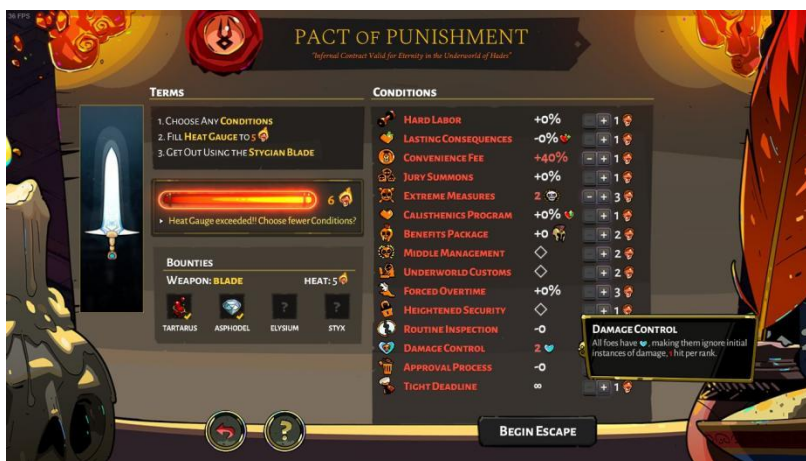 36 FPS
PACT OF PUNISHMENT
"Infernal Contract Valid for Eternity in the Underworld of Hades"
TERMS
1. CHOOSE ANY CONDITIONS
2. FILL HEAT GAUGE TO 5
3. GET OUT USING THE STYGIAN BLADE
6
Heat Gauge exceeded!! Choose fewer Conditions?
BOUNTIES
WEAPON: BLADE HEAT: 5
? ?
TARTARUS ASPHODEL ELYSIUM STYX
CONDITIONS
HARD LABOR +0% + 1
LASTING CONSEQUENCES -0% + 1
CONVENIENCE FEE +40% - + 1
JURY SUMMONS +0% + 1
EXTREME MEASURES 2 - + 3
CALISTHENICS PROGRAM +0% + 1
BENEFITS PACKAGE +0 + 2
MIDDLE MANAGEMENT + 2
UNDERWORLD CUSTOMS + 2
FORCED OVERTIME +0% + 3
HEIGHTENED SECURITY + 1
ROUTINE INSPECTION -0
DAMAGE CONTROL 2
APPROVAL PROCESS -0
TIGHT DEADLINE ∞ + 1
DAMAGE CONTROL
All foes have , making them ignore initial
instances of damage, 1 hit per rank.
?
BEGIN ESCAPE